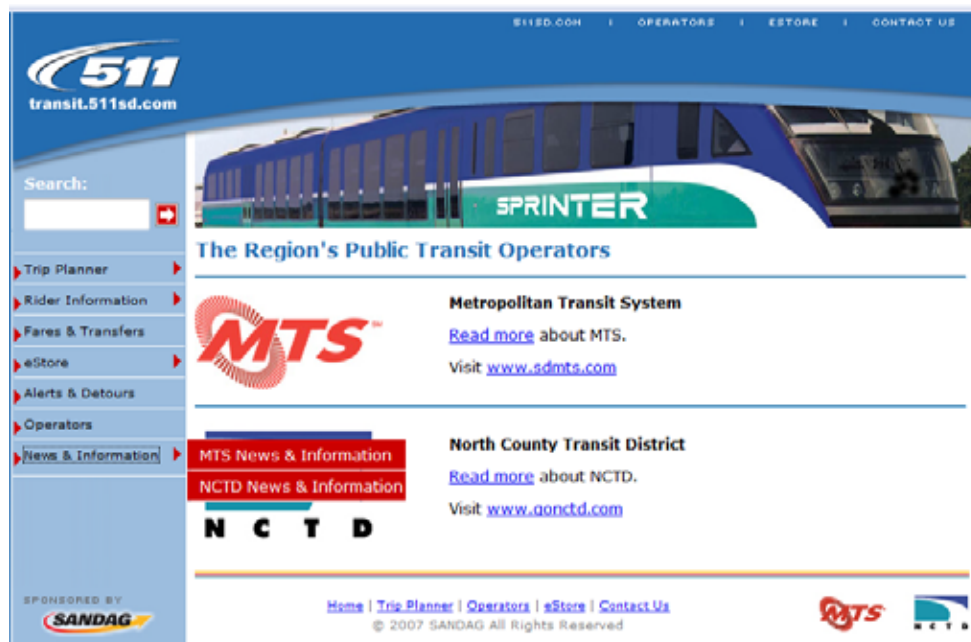 511SD.COM | OPERATORS | ESTORE | CONTACT US
511
transit.511sd.com
Search:
SPRINTER
The Region's Public Transit Operators
Trip Planner
Rider Information
Fares & Transfers
eStore
Alerts & Detours
Operators
News & Information
MTS News & Information
NCTD News & Information
MTS
Metropolitan Transit System
Read more about MTS.
Visit www.sdmts.com
NCTD
North County Transit District
Read more about NCTD.
Visit www.gonctd.com
SPONSORED BY
SANDAG
Home | Trip Planner | Operators | eStore | Contact Us
© 2007 SANDAG All Rights Reserved
MTS
NCTD